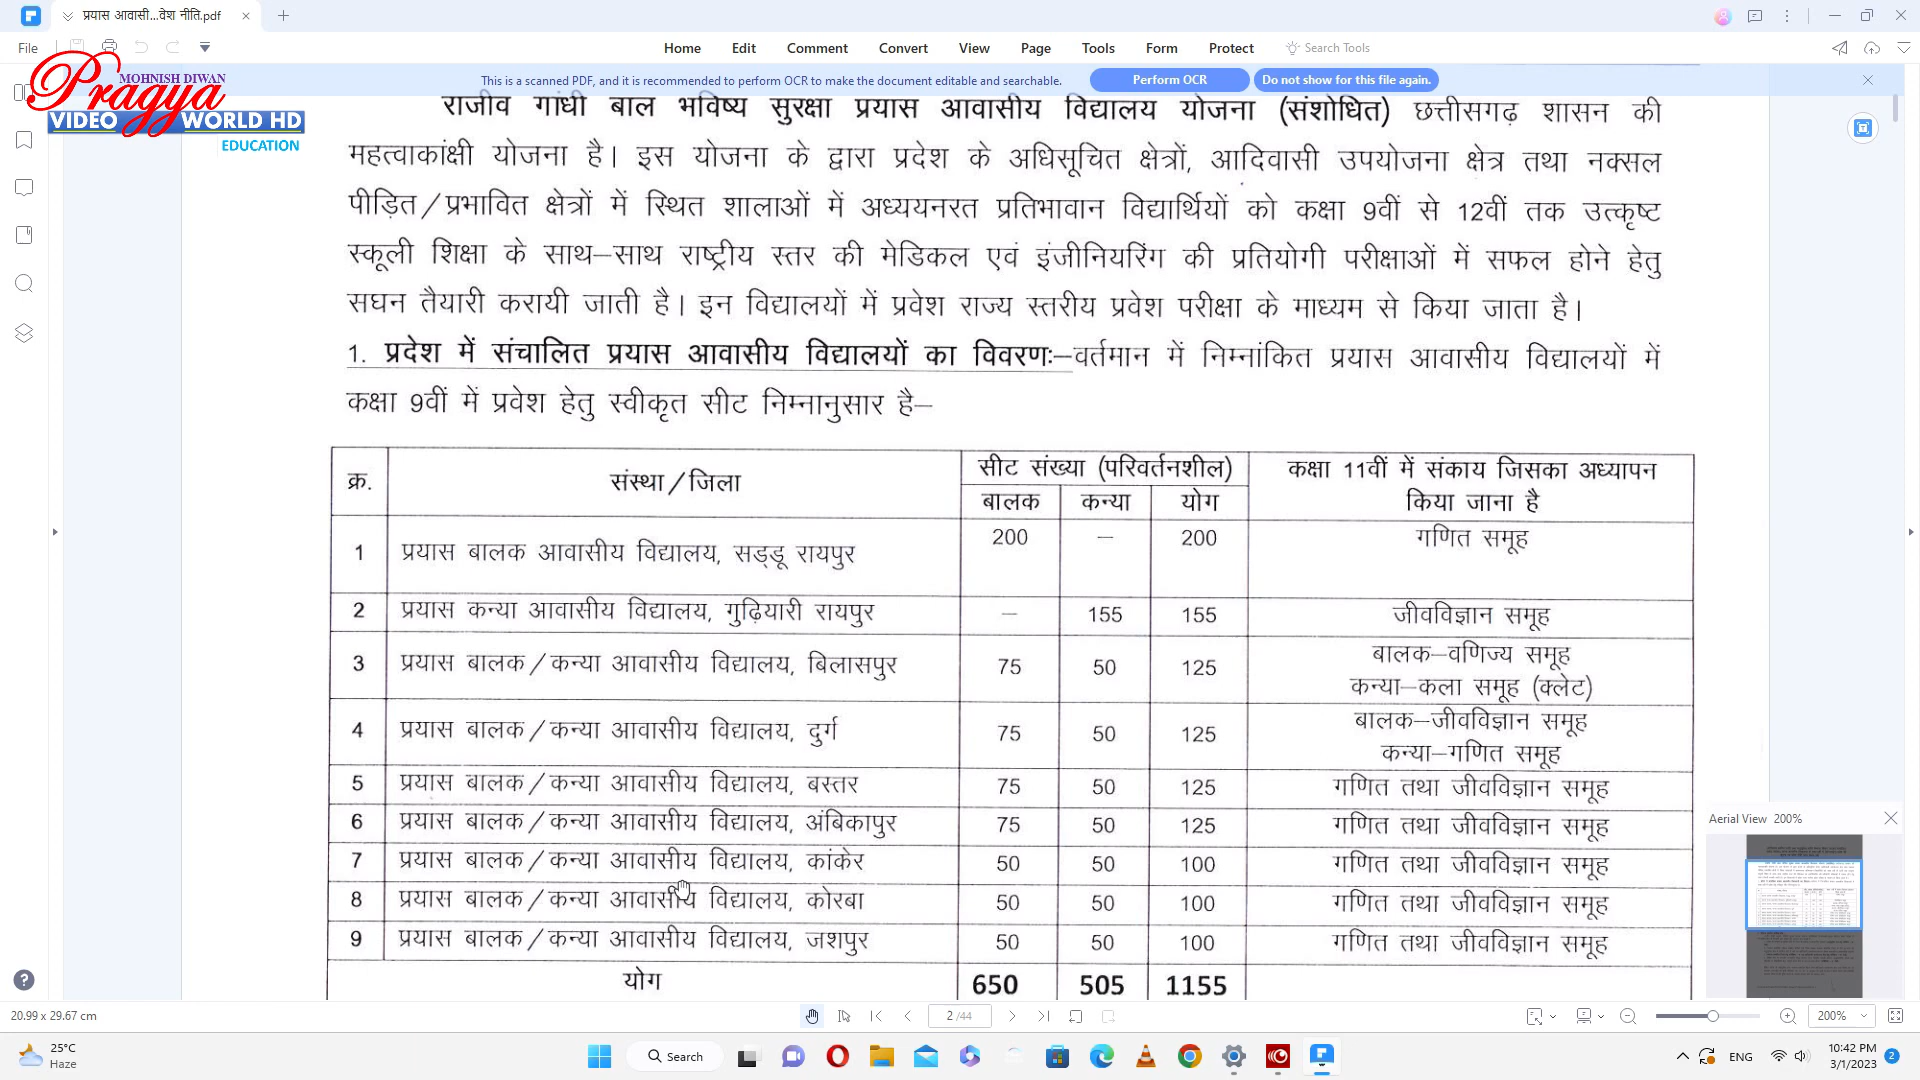 प्रयास आवासी...वेश नीति.pdf
File
Home Edit Comment Convert View Page Tools Form Protect Search Tools
This is a scanned PDF, and it is recommended to perform OCR to make the document editable and searchable. Perform OCR Do not show for this file again.
MOHNISH DIWAN
Pragya
VIDEO WORLD HD
EDUCATION
राजीव गांधी बाल भविष्य सुरक्षा प्रयास आवासीय विद्यालय योजना (संशोधित) छत्तीसगढ़ शासन की
महत्वाकांक्षी योजना है। इस योजना के द्वारा प्रदेश के अधिसूचित क्षेत्रों, आदिवासी उपयोजना क्षेत्र तथा नक्सल
पीड़ित/प्रभावित क्षेत्रों में स्थित शालाओं में अध्ययनरत प्रतिभावान विद्यार्थियों को कक्षा 9वीं से 12वीं तक उत्कृष्ट
स्कूली शिक्षा के साथ–साथ राष्ट्रीय स्तर की मेडिकल एवं इंजीनियरिंग की प्रतियोगी परीक्षाओं में सफल होने हेतु
सघन तैयारी करायी जाती है। इन विद्यालयों में प्रवेश राज्य स्तरीय प्रवेश परीक्षा के माध्यम से किया जाता है।
1. प्रदेश में संचालित प्रयास आवासीय विद्यालयों का विवरणः–वर्तमान में निम्नांकित प्रयास आवासीय विद्यालयों में
कक्षा 9वीं में प्रवेश हेतु स्वीकृत सीट निम्नानुसार है–
क्र. संस्था/जिला सीट संख्या (परिवर्तनशील) कक्षा 11वीं में संकाय जिसका अध्यापन
बालक कन्या योग किया जाना है
1 प्रयास बालक आवासीय विद्यालय, सड्डू रायपुर 200 – 200 गणित समूह
2 प्रयास कन्या आवासीय विद्यालय, गुढ़ियारी रायपुर – 155 155 जीवविज्ञान समूह
3 प्रयास बालक/कन्या आवासीय विद्यालय, बिलासपुर 75 50 125 बालक–वणिज्य समूह
कन्या–कला समूह (क्लेट)
4 प्रयास बालक/कन्या आवासीय विद्यालय, दुर्ग 75 50 125 बालक–जीवविज्ञान समूह
कन्या–गणित समूह
5 प्रयास बालक/कन्या आवासीय विद्यालय, बस्तर 75 50 125 गणित तथा जीवविज्ञान समूह
6 प्रयास बालक/कन्या आवासीय विद्यालय, अंबिकापुर 75 50 125 गणित तथा जीवविज्ञान समूह
7 प्रयास बालक/कन्या आवासीय विद्यालय, कांकेर 50 50 100 गणित तथा जीवविज्ञान समूह
8 प्रयास बालक/कन्या आवासीय विद्यालय, कोरबा 50 50 100 गणित तथा जीवविज्ञान समूह
9 प्रयास बालक/कन्या आवासीय विद्यालय, जशपुर 50 50 100 गणित तथा जीवविज्ञान समूह
योग 650 505 1155
Aerial View 200%
20.99 x 29.67 cm
2 /44
200%
25°C
Haze
Search
ENG
10:42 PM
3/1/2023
2